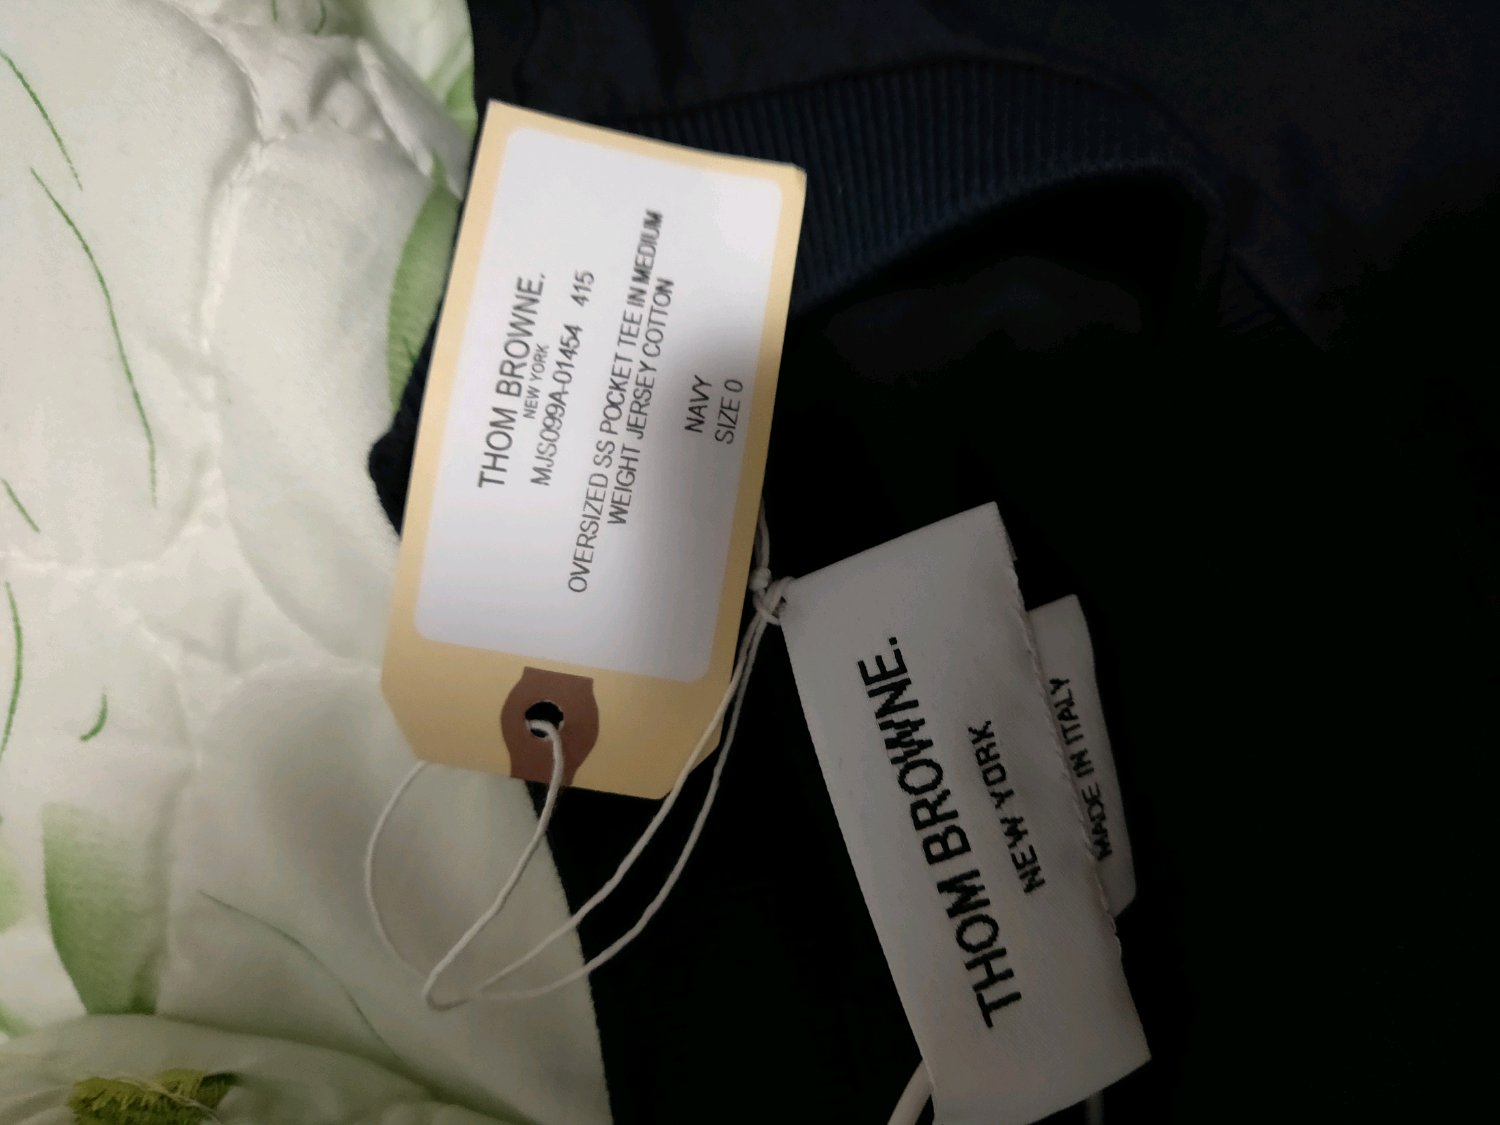 THOM BROWNE.
NEW YORK
MJS099A-01454 415
OVERSIZED SS POCKET TEE IN MEDIUM
WEIGHT JERSEY COTTON
NAVY
SIZE 0
THOM BROWNE.
NEW YORK
MADE IN ITALY